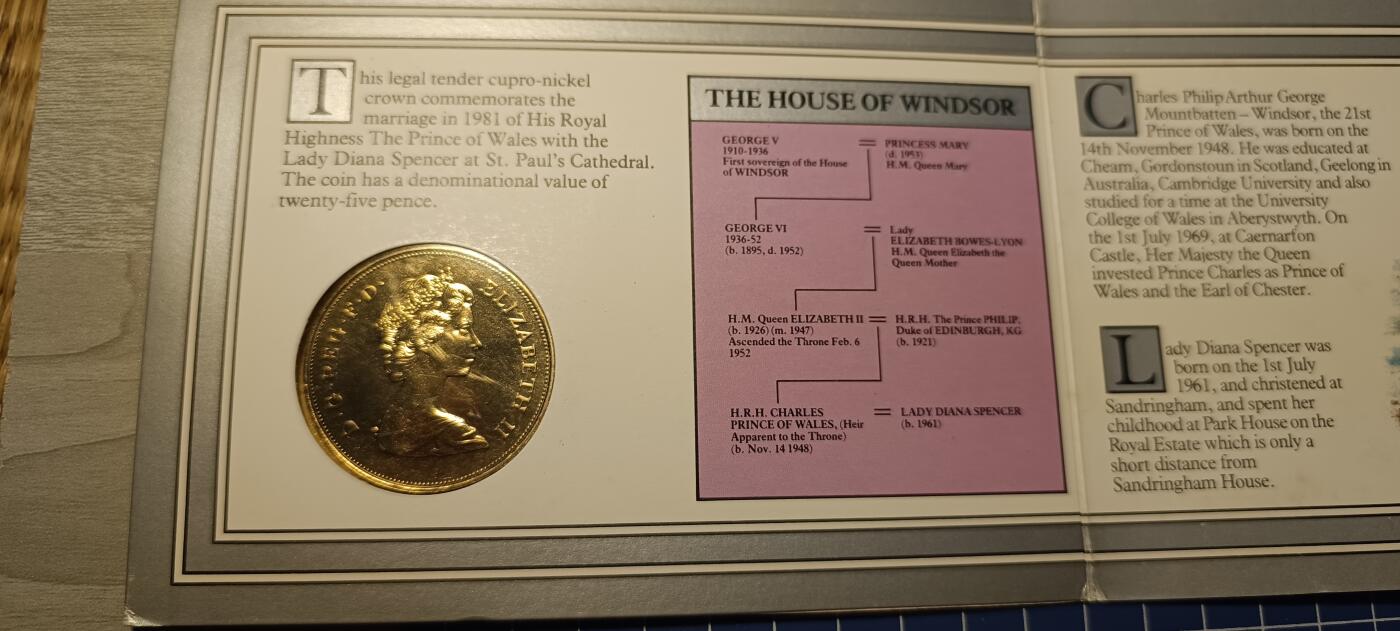 This legal tender cupro-nickel
crown commemorates the
marriage in 1981 of His Royal
Highness The Prince of Wales with the
Lady Diana Spencer at St. Paul's Cathedral.
The coin has a denominational value of
twenty-five pence.
D·G·REG·F·D·
ELIZABETH II
THE HOUSE OF WINDSOR
GEORGE V
1910-1936
First sovereign of the House
of WINDSOR
=
PRINCESS MARY
(d. 1953)
H.M. Queen Mary
GEORGE VI
1936-52
(b. 1895, d. 1952)
=
Lady
ELIZABETH BOWES-LYON
H.M. Queen Elizabeth the
Queen Mother
H.M. Queen ELIZABETH II
(b. 1926) (m. 1947)
Ascended the Throne Feb. 6
1952
=
H.R.H. The Prince PHILIP,
Duke of EDINBURGH, KG
(b. 1921)
H.R.H. CHARLES
PRINCE OF WALES, (Heir
Apparent to the Throne)
(b. Nov. 14 1948)
=
LADY DIANA SPENCER
(b. 1961)
Charles Philip Arthur George
Mountbatten – Windsor, the 21st
Prince of Wales, was born on the
14th November 1948. He was educated at
Cheam, Gordonstoun in Scotland, Geelong in
Australia, Cambridge University and also
studied for a time at the University
College of Wales in Aberystwyth. On
the 1st July 1969, at Caernarfon
Castle, Her Majesty the Queen
invested Prince Charles as Prince of
Wales and the Earl of Chester.
Lady Diana Spencer was
born on the 1st July
1961, and christened at
Sandringham, and spent her
childhood at Park House on the
Royal Estate which is only a
short distance from
Sandringham House.